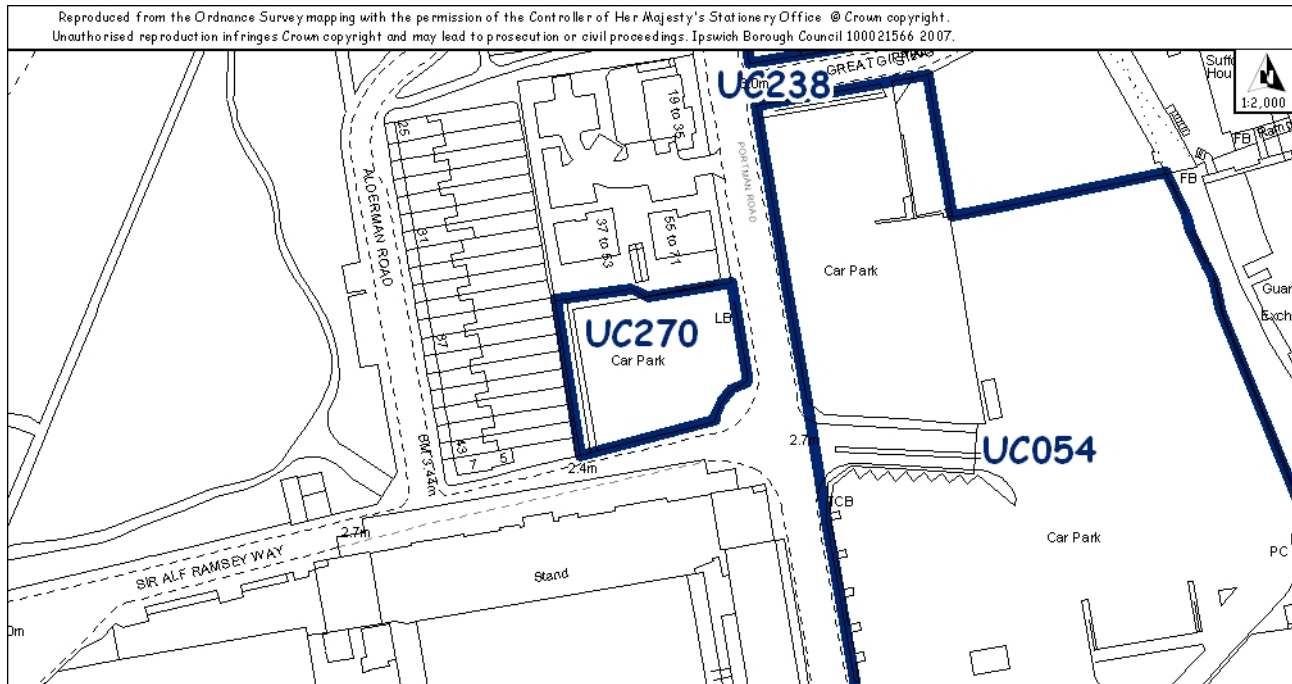 Reproduced from the Ordnance Survey mapping with the permission of the Controller of Her Majesty's Stationery Office @ Crown copyright.
Unauthorised reproduction infringes Crown copyright and may lead to prosecution or civil proceedings. Ipswich Borough Council 100021566 2007.
N
1:2,000
UC238
GREAT
Hou
FB
FB
25
19 to 35
ALDERMAN ROAD
PORTMAN ROAD
31
37 to 53
55 to 71
Car Park
LB
UC270
Car Park
37
43
7
5
BM 3.44m
2.4m
2.7m
UC054
TCB
Car Park
PC
2.7m
SIR ALF RAMSEY WAY
Stand